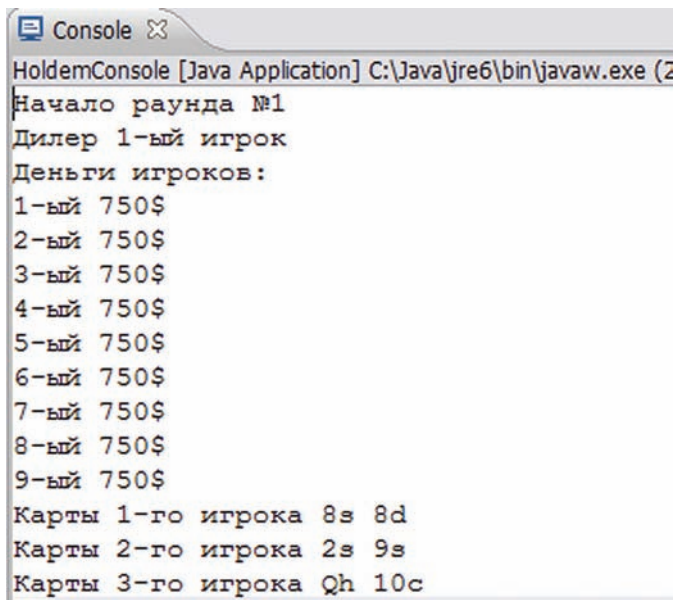 Console
HoldemConsole [Java Application] C:\Java\jre6\bin\javaw.exe (2
Начало раунда №1
Дилер 1-ый игрок
Деньги игроков:
1-ый 750$
2-ый 750$
3-ый 750$
4-ый 750$
5-ый 750$
6-ый 750$
7-ый 750$
8-ый 750$
9-ый 750$
Карты 1-го игрока 8s 8d
Карты 2-го игрока 2s 9s
Карты 3-го игрока Qh 10c